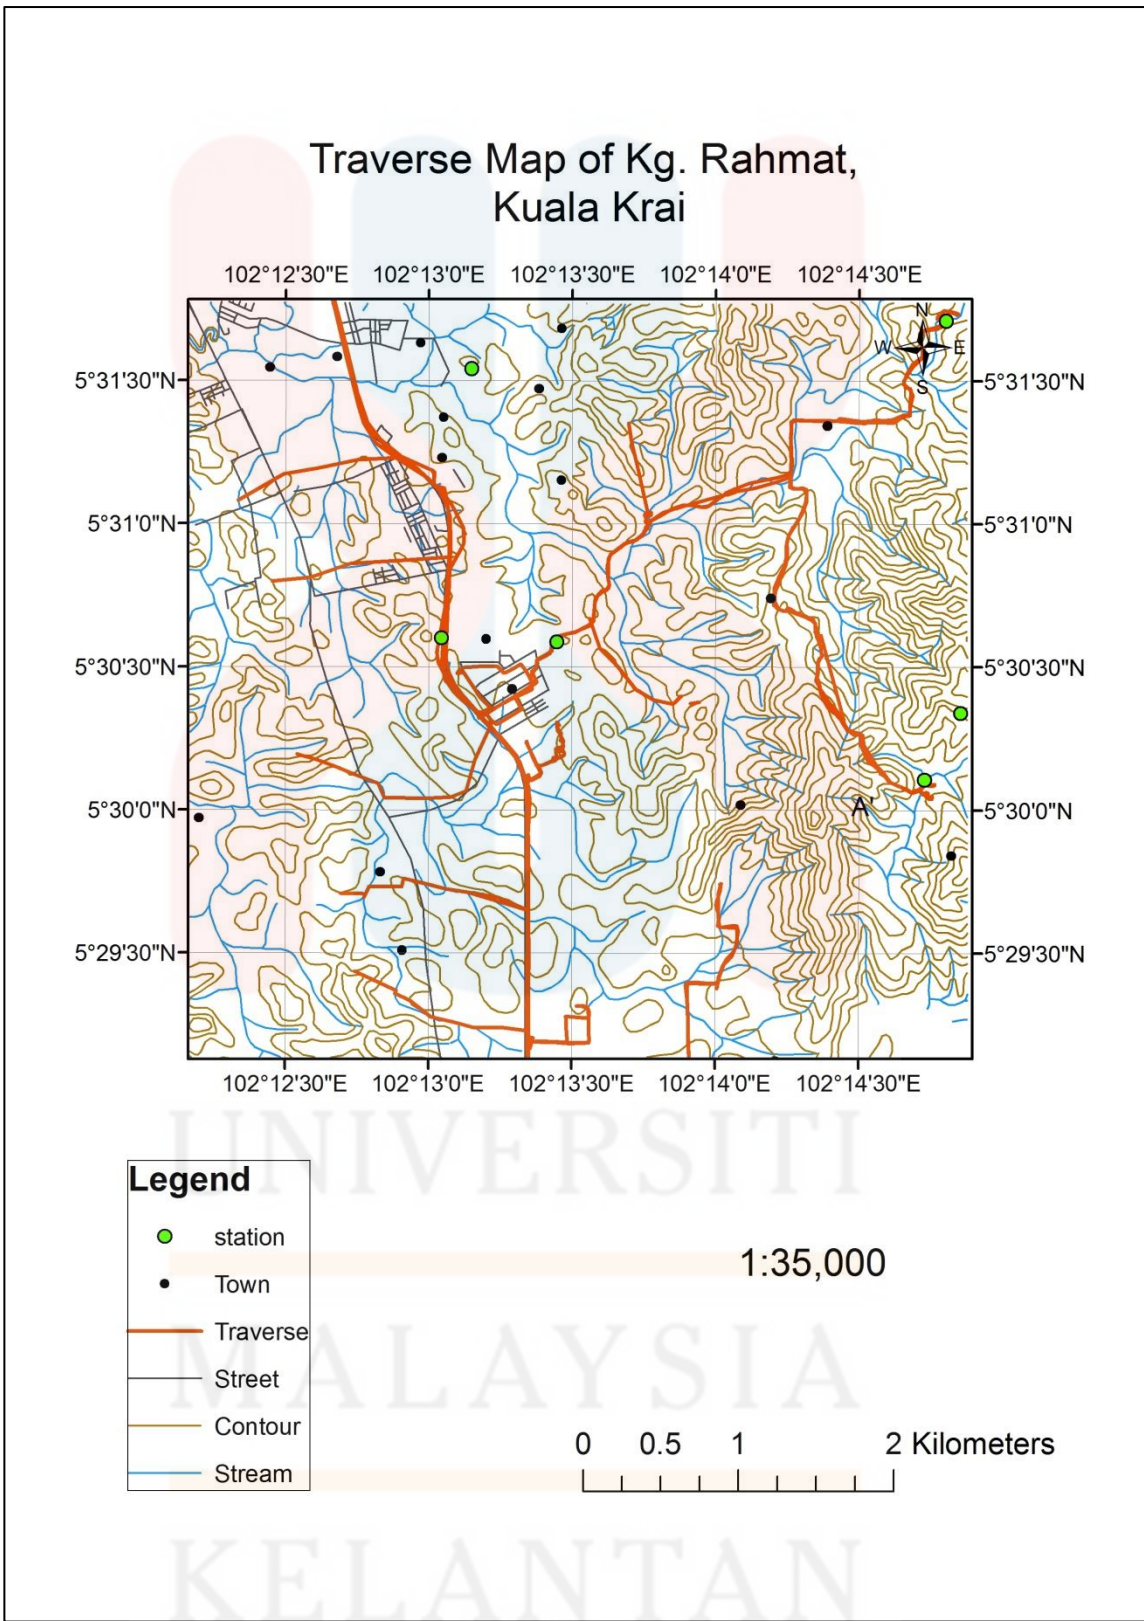 Traverse Map of Kg. Rahmat,
Kuala Krai
102°12'30"E 102°13'0"E 102°13'30"E 102°14'0"E 102°14'30"E
N
W E
S
5°31'30"N 5°31'30"N
5°31'0"N 5°31'0"N
5°30'30"N 5°30'30"N
A'
5°30'0"N 5°30'0"N
5°29'30"N 5°29'30"N
102°12'30"E 102°13'0"E 102°13'30"E 102°14'0"E 102°14'30"E
UNIVERSITI
Legend
station
1:35,000
Town
Traverse
MALAYSIA
Street
Contour
0 0.5 1 2 Kilometers
Stream
KELANTAN